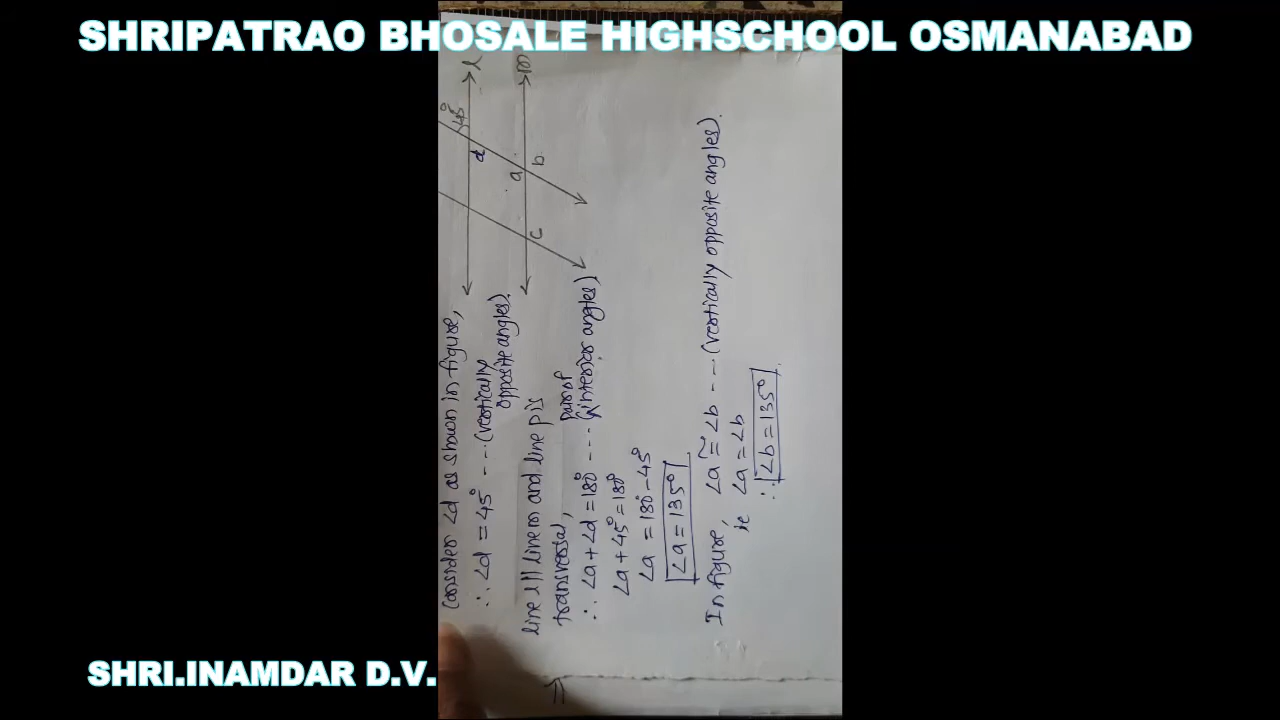 SHRIPATRAO BHOSALE HIGHSCHOOL OSMANABAD
consider ∠d as shown in figure,
∴ ∠d = 45° ---(vertically
opposite angles)
line l || line m and line p is
transversal,
∴ ∠a + ∠d = 180° ---- (pair of
interior angles)
∠a + 45° = 180°
∠a = 180° - 45°
∠a = 135°
In figure, ∠a ≅ ∠b ---(vertically opposite angles).
ie ∠a = ∠b
∴ ∠b = 135°
45°
l
d
a
b
m
c
SHRI.INAMDAR D.V.